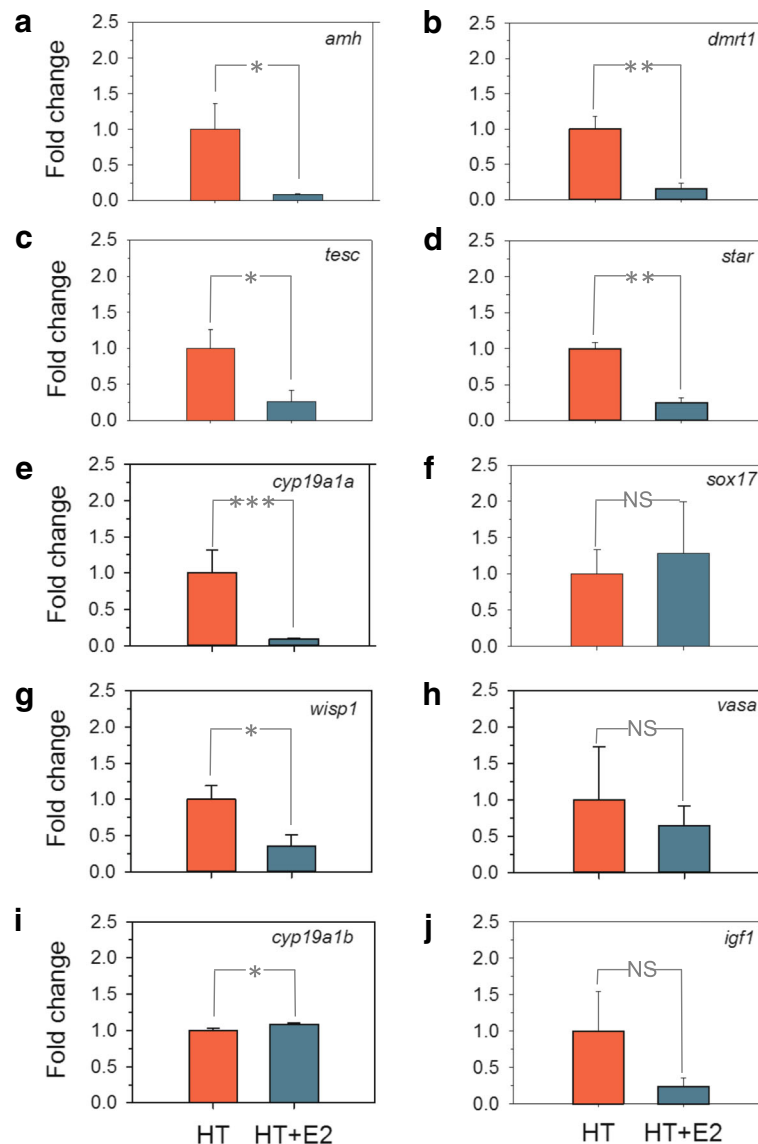 a
amh
*
Fold change
2.5
2.0
1.5
1.0
0.5
0.0
b
dmrt1
**
2.5
2.0
1.5
1.0
0.5
0.0
c
tesc
*
Fold change
2.5
2.0
1.5
1.0
0.5
0.0
d
star
**
2.5
2.0
1.5
1.0
0.5
0.0
e
cyp19a1a
***
Fold change
2.5
2.0
1.5
1.0
0.5
0.0
f
sox17
NS
2.5
2.0
1.5
1.0
0.5
0.0
g
wisp1
*
Fold change
2.5
2.0
1.5
1.0
0.5
0.0
h
vasa
NS
2.5
2.0
1.5
1.0
0.5
0.0
i
cyp19a1b
*
Fold change
2.5
2.0
1.5
1.0
0.5
0.0
HT HT+E2
j
igf1
NS
2.5
2.0
1.5
1.0
0.5
0.0
HT HT+E2